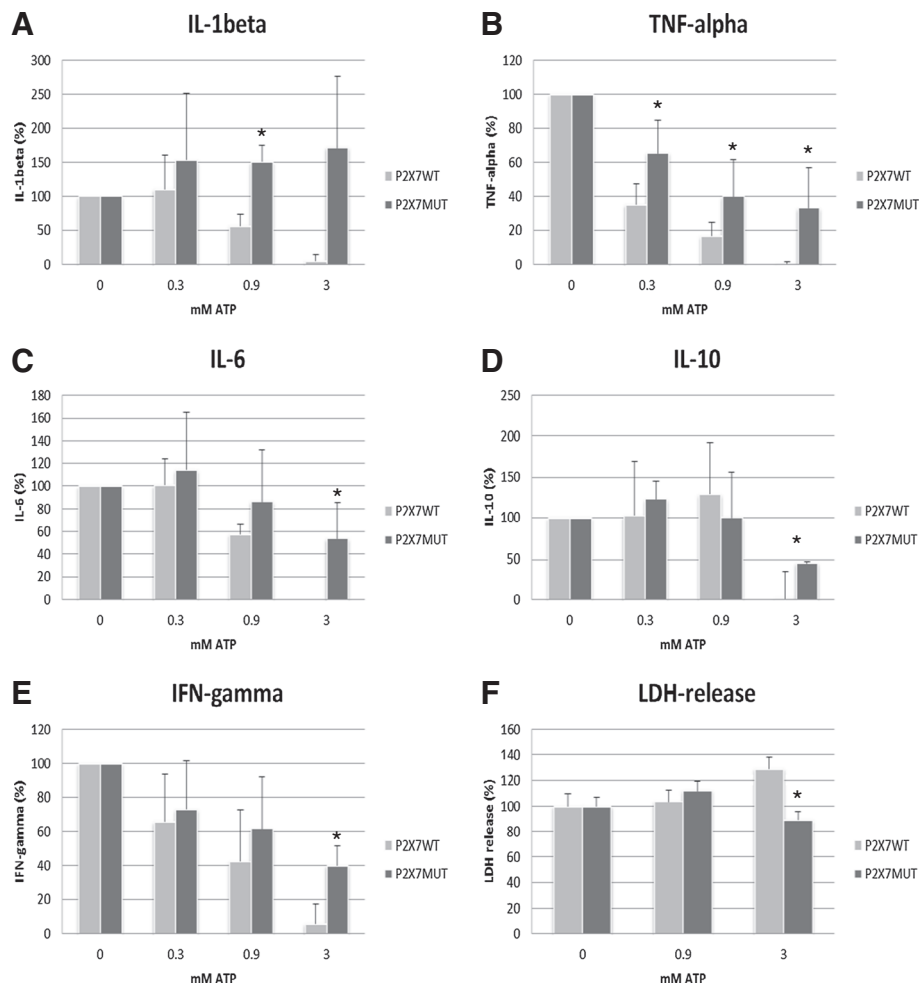 A
IL-1beta
300
250
200
150
100
50
0
IL-1beta (%)
*
0 0.3 0.9 3
mM ATP
P2X7WT
P2X7MUT
B
TNF-alpha
120
100
80
60
40
20
0
TNF-alpha (%)
* * *
0 0.3 0.9 3
mM ATP
P2X7WT
P2X7MUT
C
IL-6
180
160
140
120
100
80
60
40
20
0
IL-6 (%)
*
0 0.3 0.9 3
mM ATP
P2X7WT
P2X7MUT
D
IL-10
250
200
150
100
50
0
IL-10 (%)
*
0 0.3 0.9 3
mM ATP
P2X7WT
P2X7MUT
E
IFN-gamma
120
100
80
60
40
20
0
IFN-gamma (%)
*
0 0.3 0.9 3
mM ATP
P2X7WT
P2X7MUT
F
LDH-release
160
140
120
100
80
60
40
20
0
LDH release (%)
*
0 0.9 3
mM ATP
P2X7WT
P2X7MUT